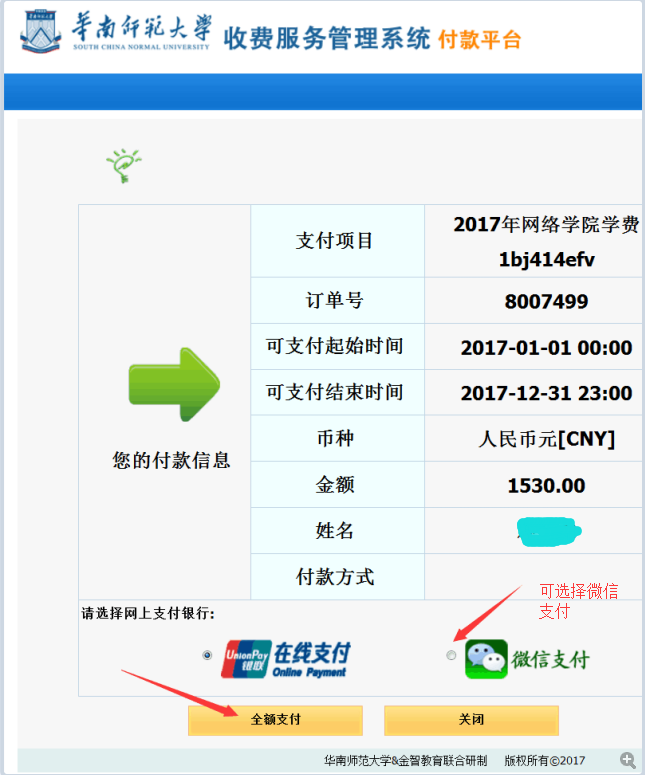 华南师范大学
SOUTH CHINA NORMAL UNIVERSITY
收费服务管理系统 付款平台
您的付款信息
支付项目 2017年网络学院学费
1bj414efv
订单号 8007499
可支付起始时间 2017-01-01 00:00
可支付结束时间 2017-12-31 23:00
币种 人民币元[CNY]
金额 1530.00
姓名
付款方式
可选择微信
支付
请选择网上支付银行:
UnionPay
银联
在线支付
Online Payment
微信支付
全额支付 关闭
华南师范大学&金智教育联合研制 版权所有©2017